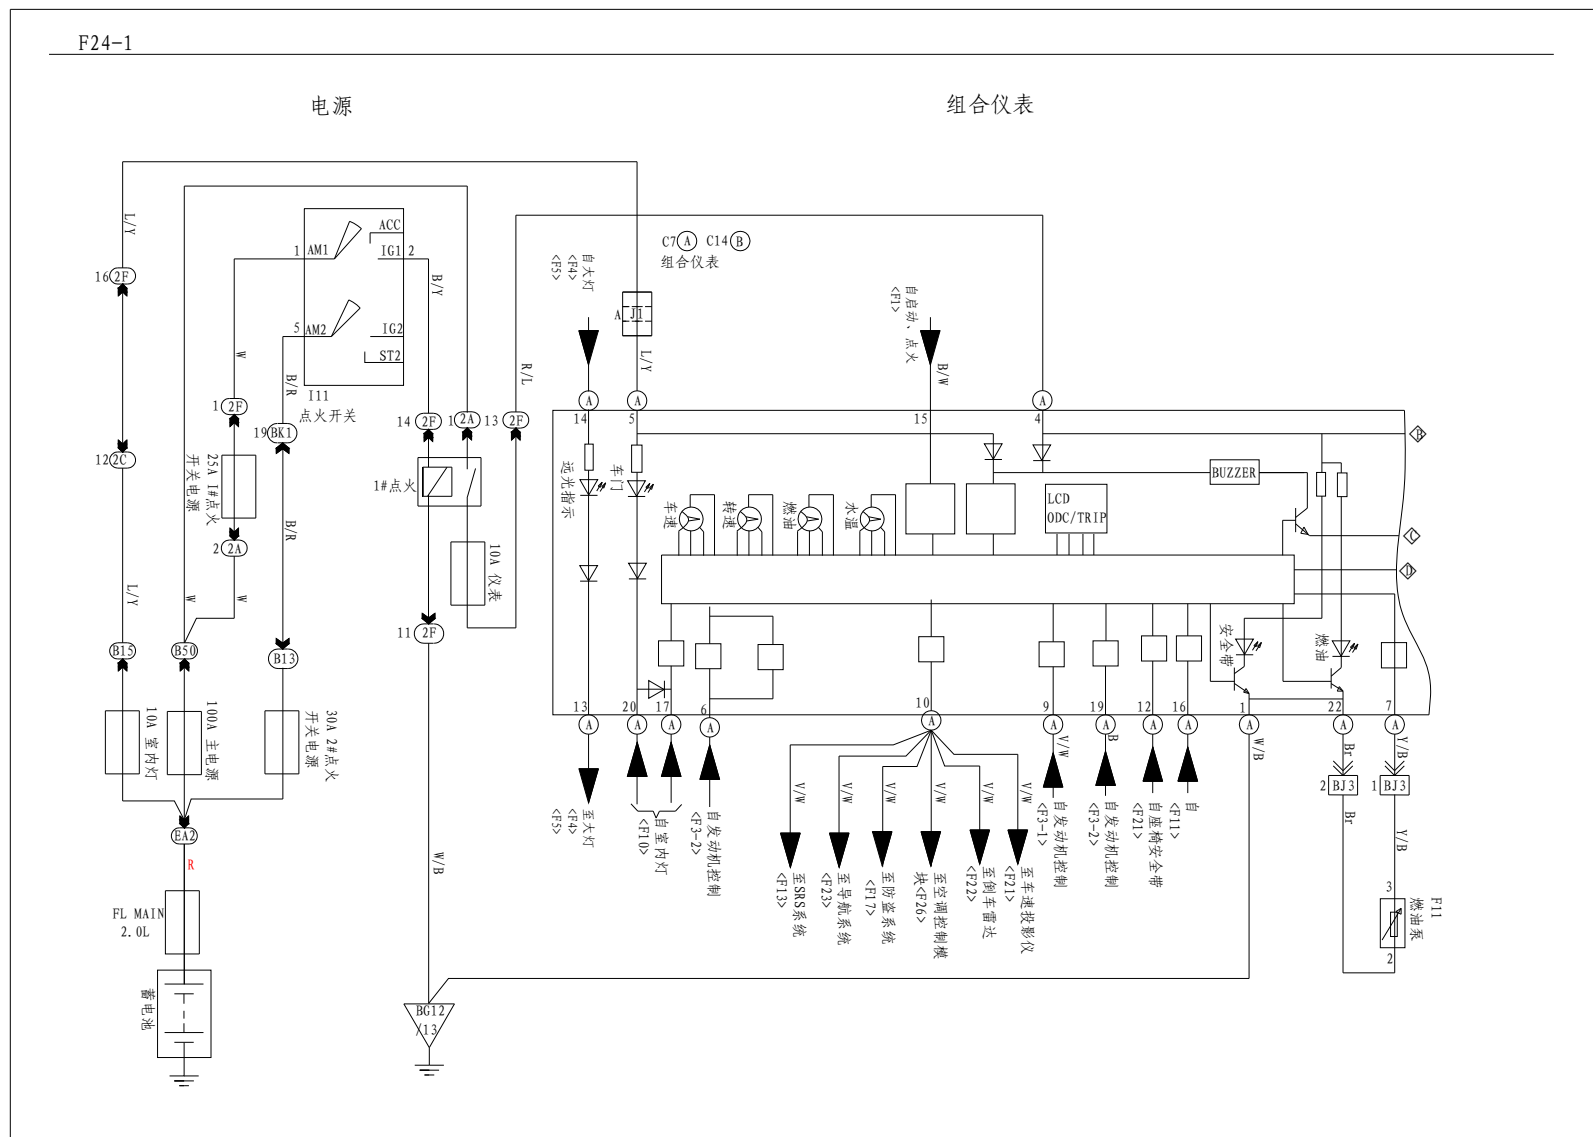 F24-1
电源
组合仪表
L/Y
16 2F
12 2C
L/Y
B15
10A 室内灯
W
1 2F
25A I#点火
开关电源
2 2A
W
W
B50
100A 主电源
1 AM1
ACC
IG1 2
5 AM2
IG2
ST2
I11
点火开关
B/R
19 BK1
B/R
B13
30A 2#点火
开关电源
EA2
R
FL MAIN
2.0L
蓄电池
B/Y
14 2F
1 2A
13 2F
1#点火
10A 仪表
11 2F
W/B
BG12
/13
R/L
C7 A C14 B
组合仪表
自大灯
<F4>
<F5>
A J1
L/Y
自启动、点火
<F1>
B/W
A
14
A
5
15
A
4
B
远光指示
车门
车速
转速
燃油
水温
LCD
ODC/TRIP
BUZZER
C
D
安全带
燃油
13
A
20
A
17
A
6
A
10
A
9
A
19
A
12
A
16
A
1
A
22
A
7
A
至大灯
<F4>
<F5>
自室内灯
<F10>
自发动机控制
<F3-2>
V/W
至SRS系统
<F13>
V/W
至导航系统
<F23>
V/W
至防盗系统
<F17>
V/W
至空调控制模
块<F26>
V/W
至倒车雷达
<F22>
V/W
至车速投影仪
<F21>
V/W
自发动机控制
<F3-1>
B
自发动机控制
<F3-2>
自座椅安全带
<F21>
自
<F11>
W/B
Br
2 BJ3
Br
Y/B
1 BJ3
Y/B
3
F11
燃油泵
2